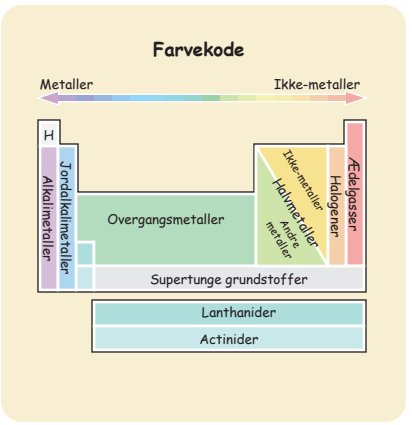 Farvekode
Metaller
Ikke-metaller
H
Alkalimetaller
Jordalkalimetaller
Overgangsmetaller
Ikke-metaller
Halvmetaller
Andre
metaller
Halogener
Ædelgasser
Supertunge grundstoffer
Lanthanider
Actinider